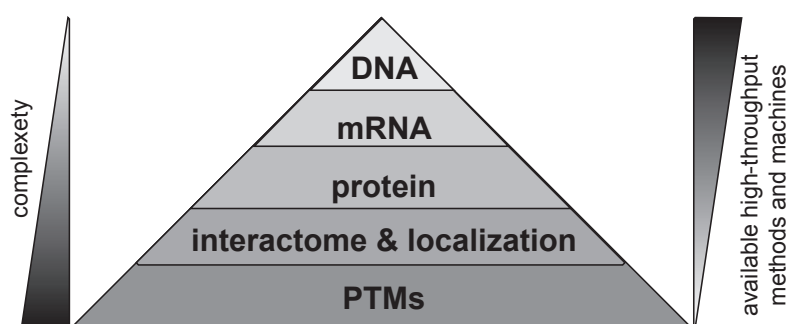 complexety
DNA
mRNA
protein
interactome & localization
PTMs
available high-throughput
methods and machines